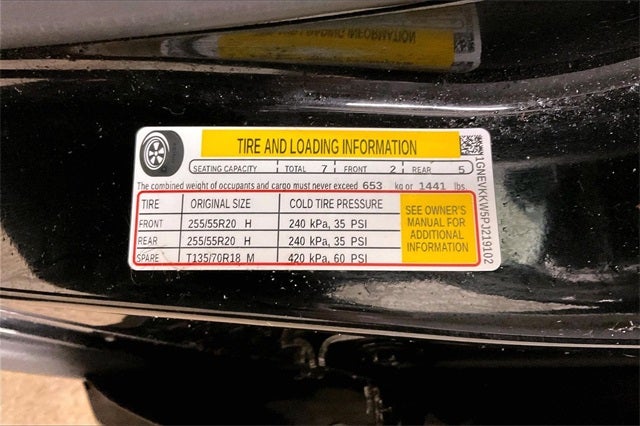 TIRE AND LOADING INFORMATION
SEATING CAPACITY TOTAL 7 FRONT 2 REAR 5
The combined weight of occupants and cargo must never exceed 653 kg or 1441 lbs.
TIRE ORIGINAL SIZE COLD TIRE PRESSURE
FRONT 255/55R20 H 240 kPa, 35 PSI
REAR 255/55R20 H 240 kPa, 35 PSI
SPARE T135/70R18 M 420 kPa, 60 PSI
SEE OWNER'S
MANUAL FOR
ADDITIONAL
INFORMATION
1GNEVKKW5PJ219102